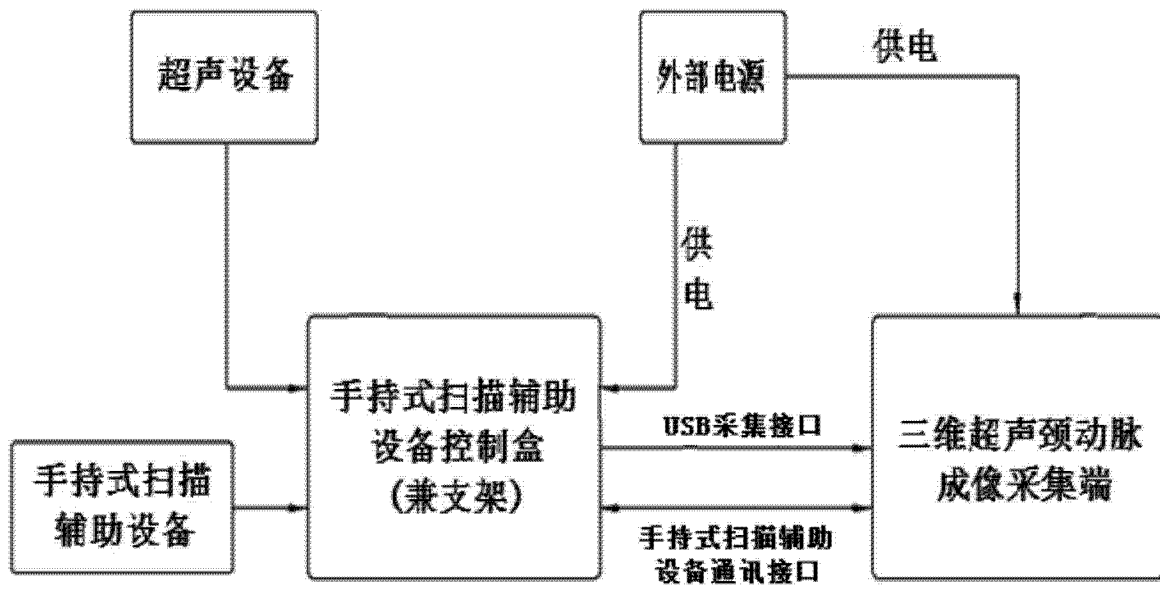 超声设备
外部电源
供电
供
电
手持式扫描辅助
设备控制盒
(兼支架)
USB采集接口
三维超声颈动脉
成像采集端
手持式扫描
辅助设备
手持式扫描辅助
设备通讯接口